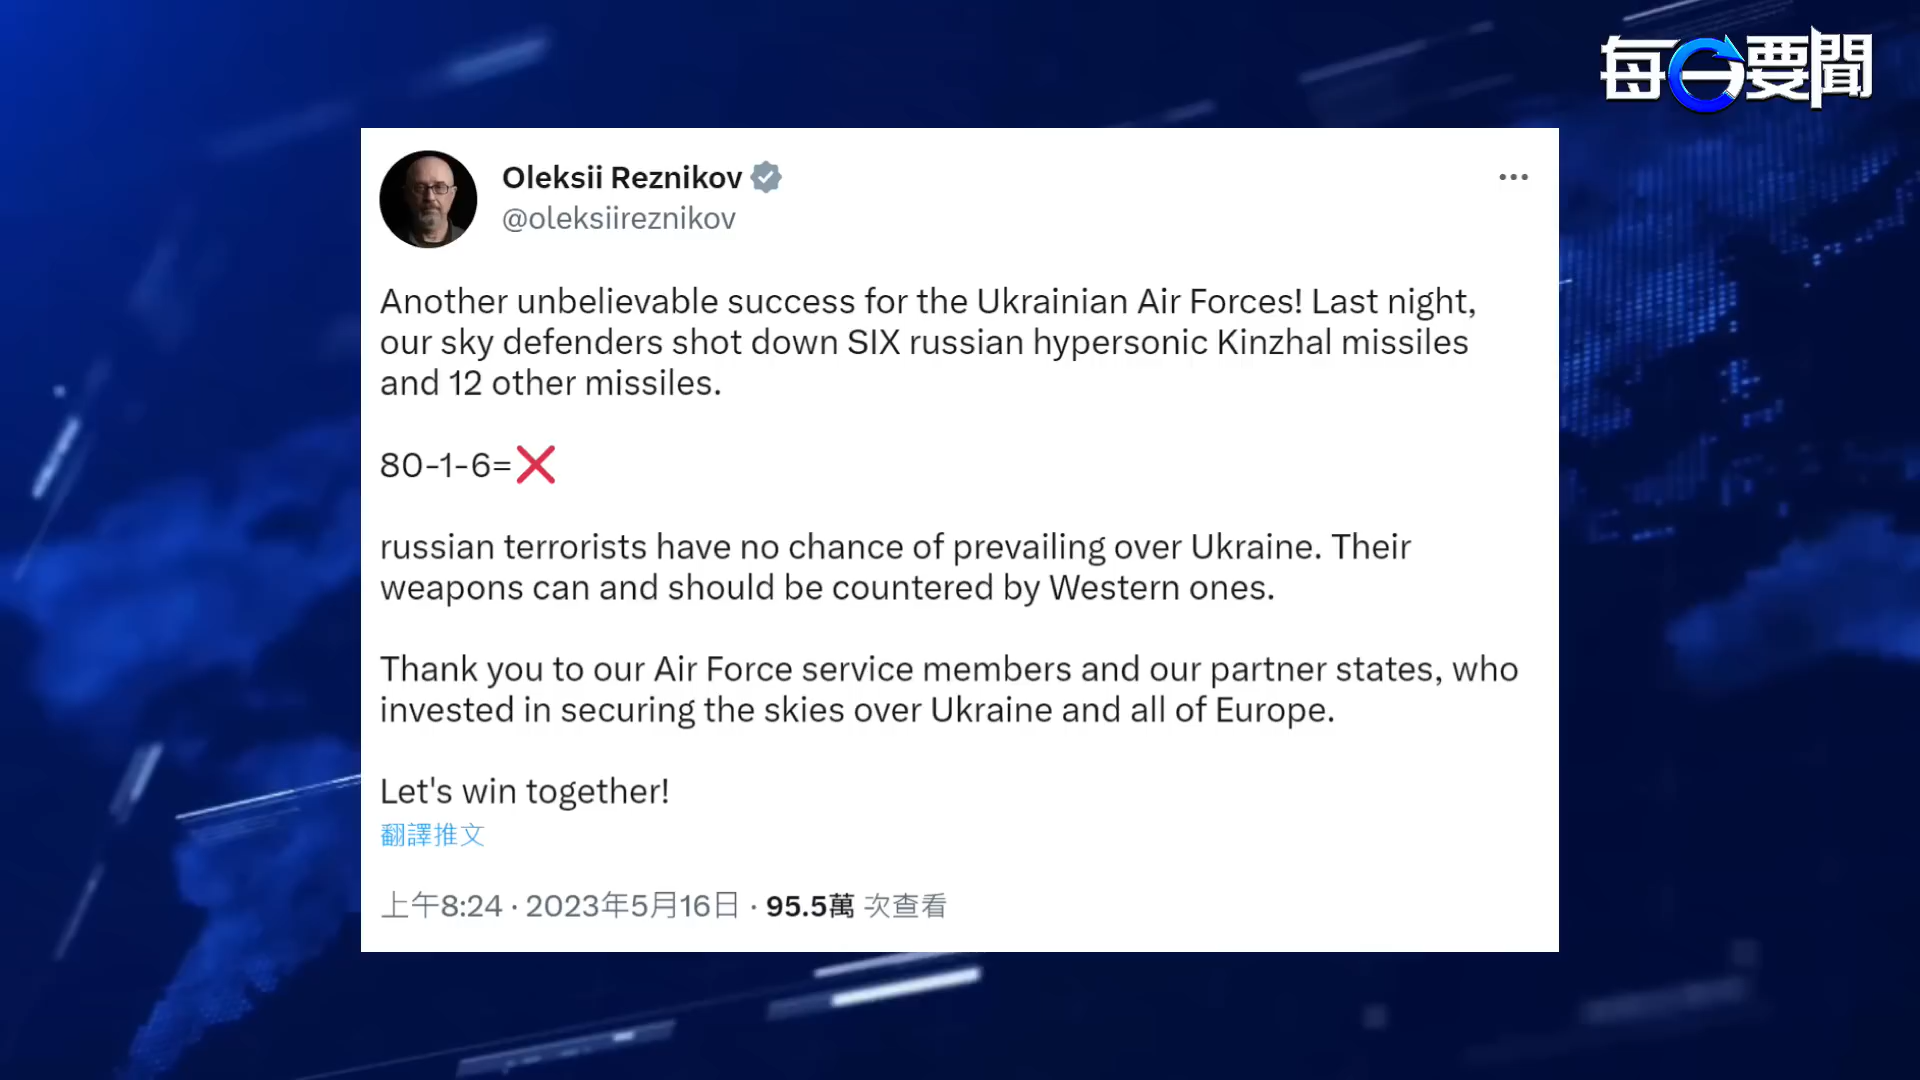 每日要聞
Oleksii Reznikov
@oleksiireznikov
Another unbelievable success for the Ukrainian Air Forces! Last night,
our sky defenders shot down SIX russian hypersonic Kinzhal missiles
and 12 other missiles.
80-1-6=❌
russian terrorists have no chance of prevailing over Ukraine. Their
weapons can and should be countered by Western ones.
Thank you to our Air Force service members and our partner states, who
invested in securing the skies over Ukraine and all of Europe.
Let's win together!
翻譯推文
上午8:24 · 2023年5月16日 · 95.5萬 次查看